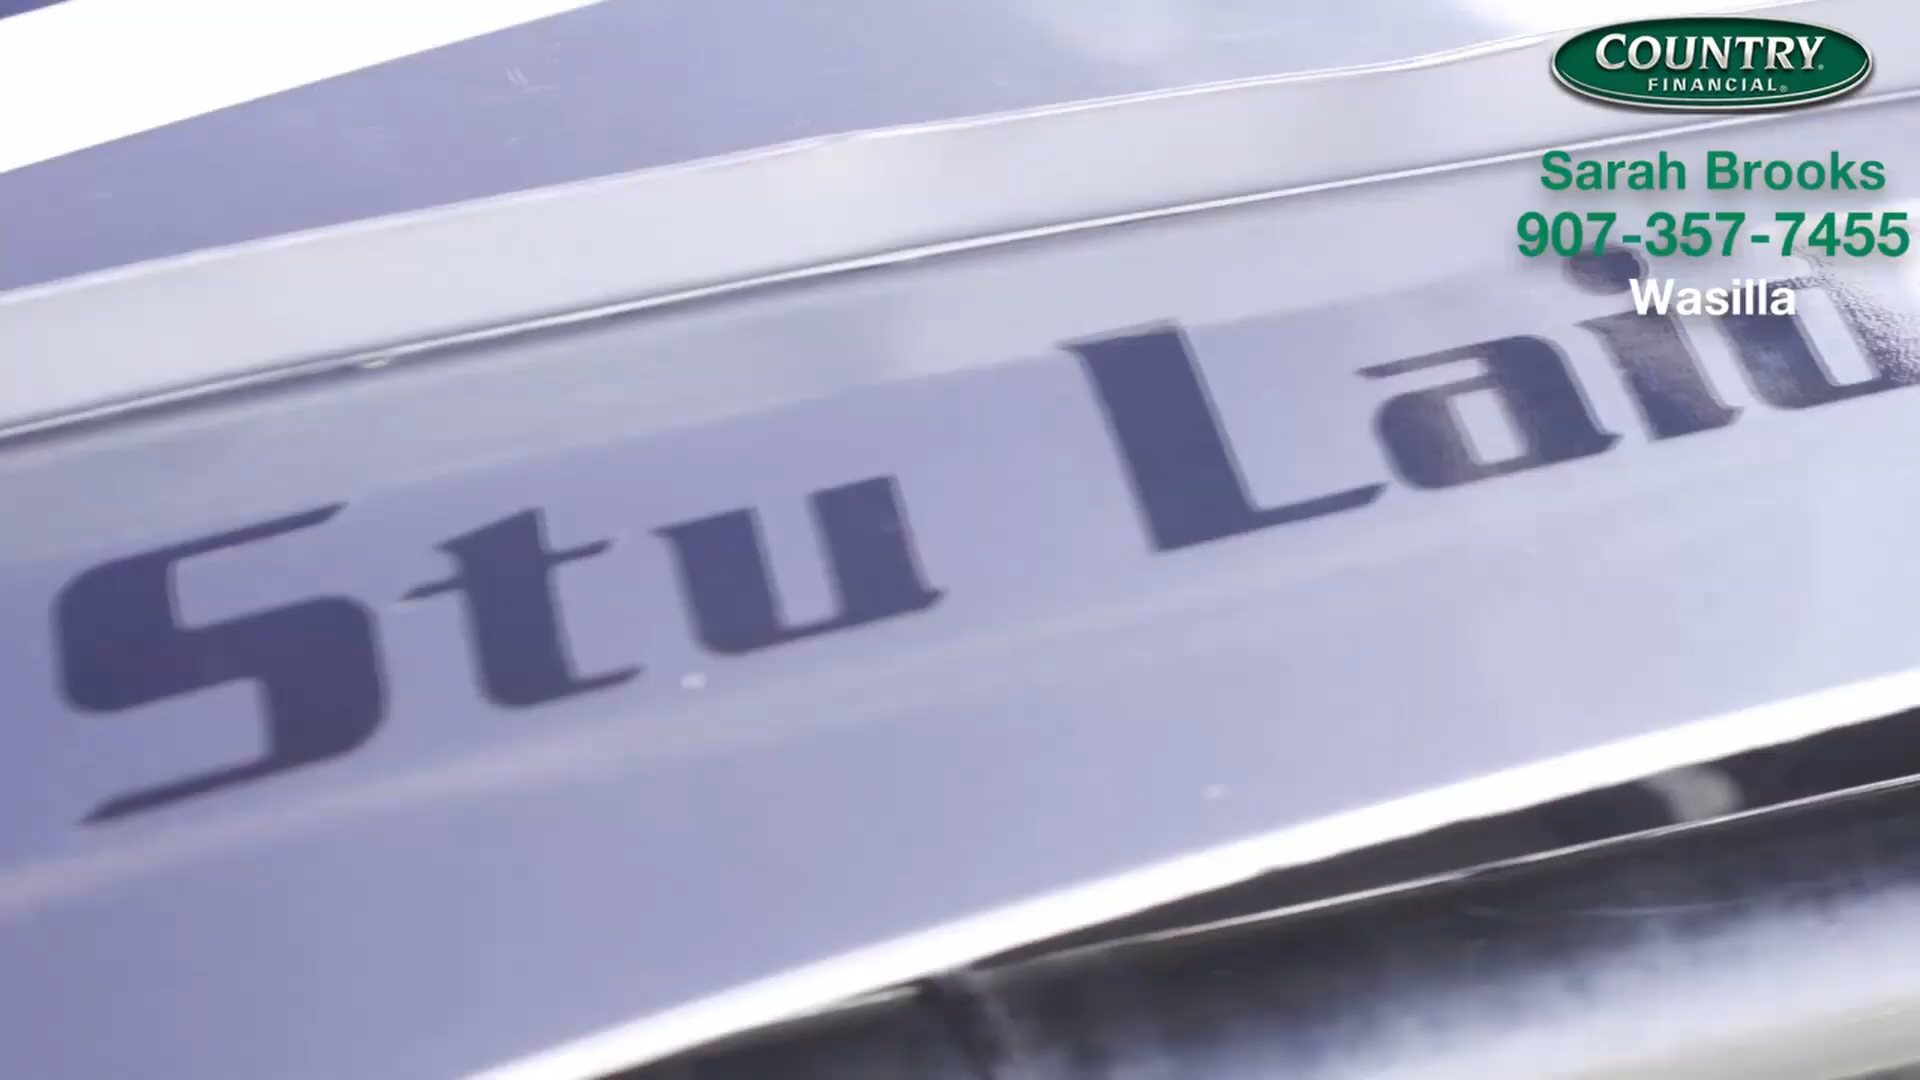 COUNTRY
FINANCIAL
Sarah Brooks
907-357-7455
Wasilla
Stu